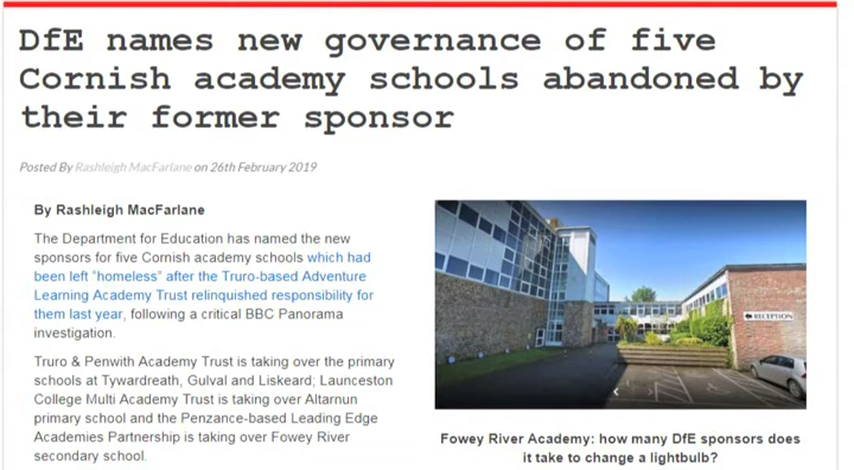 DfE names new governance of five
Cornish academy schools abandoned by
their former sponsor
Posted By Rashleigh MacFarlane on 26th February 2019
By Rashleigh MacFarlane
The Department for Education has named the new
sponsors for five Cornish academy schools which had
been left "homeless" after the Truro-based Adventure
Learning Academy Trust relinquished responsibility for
them last year, following a critical BBC Panorama
investigation.
Truro & Penwith Academy Trust is taking over the primary
schools at Tywardreath, Gulval and Liskeard; Launceston
College Multi Academy Trust is taking over Altarnun
primary school and the Penzance-based Leading Edge
Academies Partnership is taking over Fowey River
secondary school.
RECEPTION
Fowey River Academy: how many DfE sponsors does
it take to change a lightbulb?